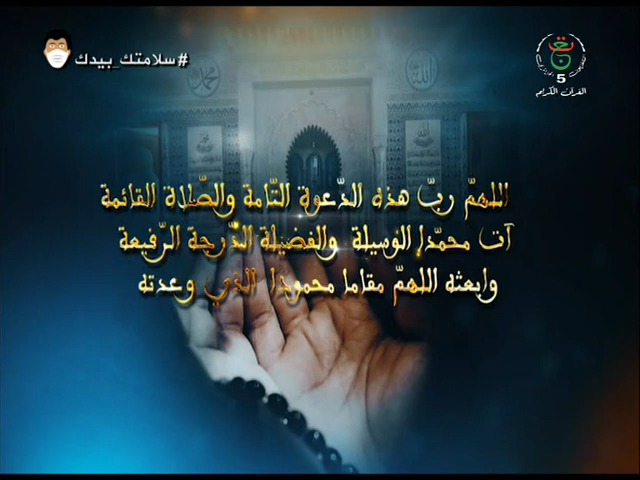 #سلامتك_بيدك
5
القرآن الكريم
اللهمّ ربّ هذه الدّعوة التّامة والصّلاة القائمة
آت محمّدا الوسيلة والفضيلة الدّرجة الرّفيعة
وابعثه اللهمّ مقاما محمودا الذي وعدته